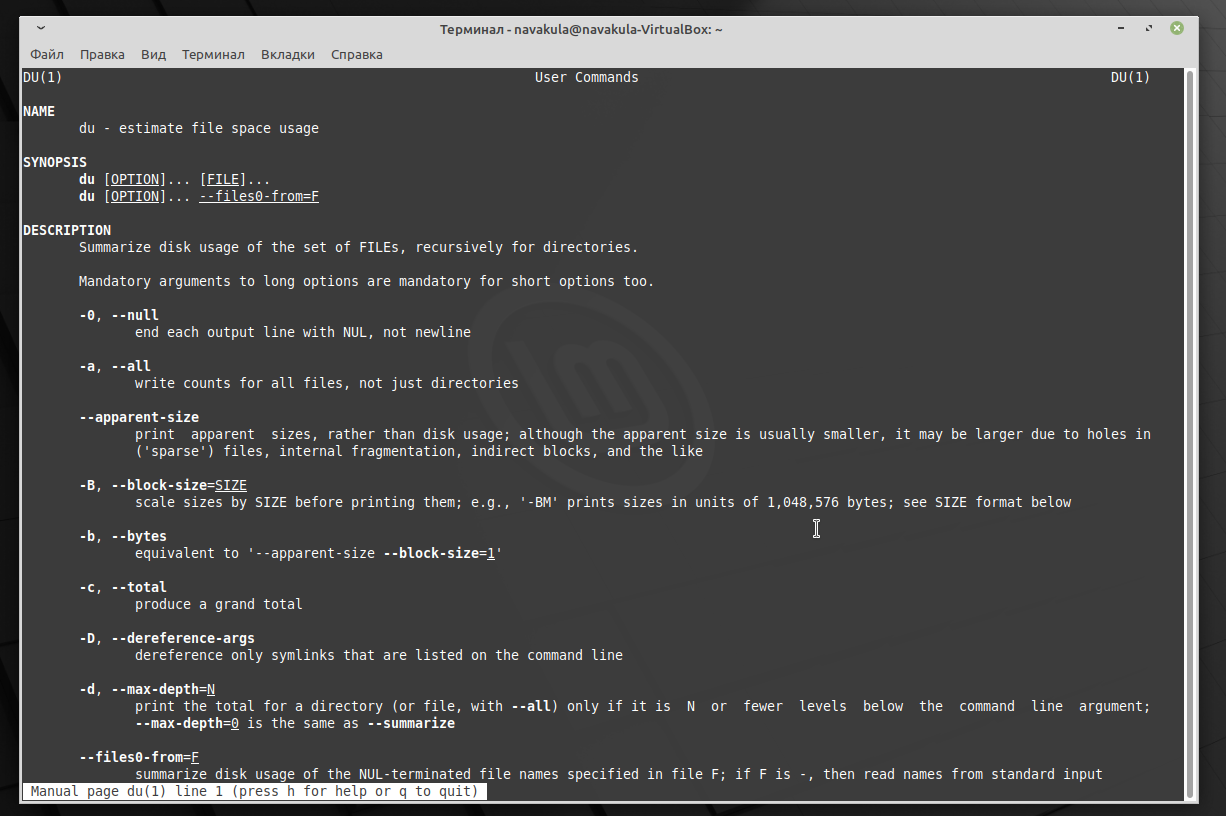 Терминал - navakula@navakula-VirtualBox: ~
Файл Правка Вид Терминал Вкладки Справка
DU(1) User Commands DU(1)
NAME
du - estimate file space usage
SYNOPSIS
du [OPTION]... [FILE]...
du [OPTION]... --files0-from=F
DESCRIPTION
Summarize disk usage of the set of FILEs, recursively for directories.
Mandatory arguments to long options are mandatory for short options too.
-0, --null
end each output line with NUL, not newline
-a, --all
write counts for all files, not just directories
--apparent-size
print apparent sizes, rather than disk usage; although the apparent size is usually smaller, it may be larger due to holes in
('sparse') files, internal fragmentation, indirect blocks, and the like
-B, --block-size=SIZE
scale sizes by SIZE before printing them; e.g., '-BM' prints sizes in units of 1,048,576 bytes; see SIZE format below
-b, --bytes
equivalent to '--apparent-size --block-size=1'
-c, --total
produce a grand total
-D, --dereference-args
dereference only symlinks that are listed on the command line
-d, --max-depth=N
print the total for a directory (or file, with --all) only if it is N or fewer levels below the command line argument;
--max-depth=0 is the same as --summarize
--files0-from=F
summarize disk usage of the NUL-terminated file names specified in file F; if F is -, then read names from standard input
Manual page du(1) line 1 (press h for help or q to quit)